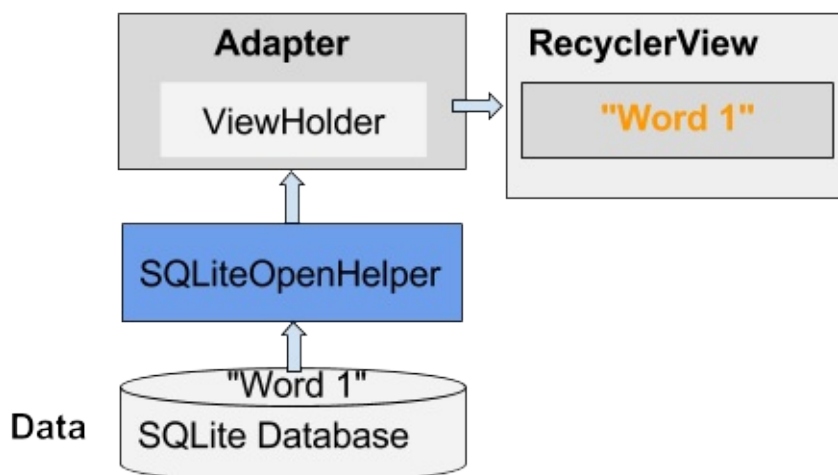 Adapter
ViewHolder
RecyclerView
"Word 1"
SQLiteOpenHelper
"Word 1"
Data
SQLite Database